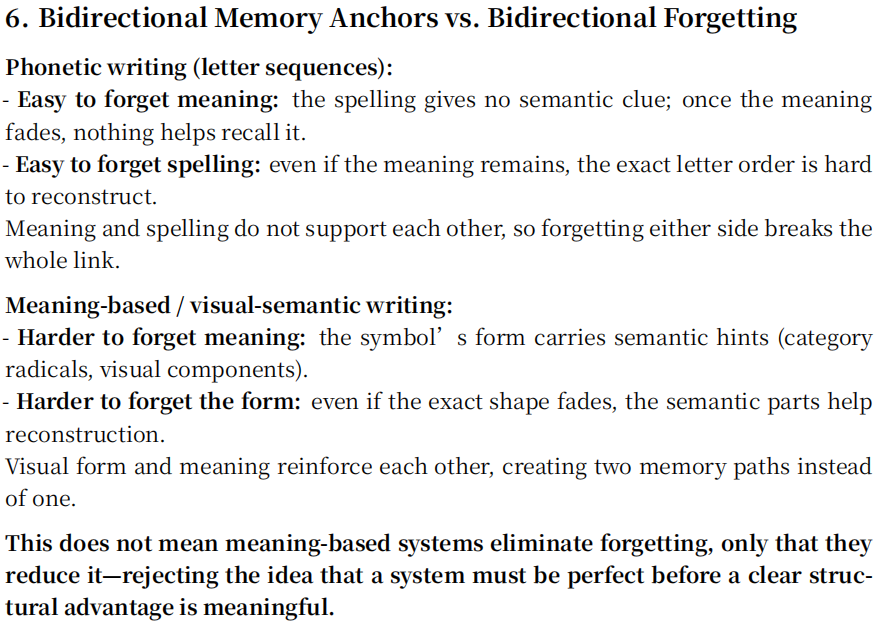 6. Bidirectional Memory Anchors vs. Bidirectional Forgetting
Phonetic writing (letter sequences):
- Easy to forget meaning: the spelling gives no semantic clue; once the meaning
fades, nothing helps recall it.
- Easy to forget spelling: even if the meaning remains, the exact letter order is hard
to reconstruct.
Meaning and spelling do not support each other, so forgetting either side breaks the
whole link.
Meaning-based / visual-semantic writing:
- Harder to forget meaning: the symbol’s form carries semantic hints (category
radicals, visual components).
- Harder to forget the form: even if the exact shape fades, the semantic parts help
reconstruction.
Visual form and meaning reinforce each other, creating two memory paths instead
of one.
This does not mean meaning-based systems eliminate forgetting, only that they
reduce it—rejecting the idea that a system must be perfect before a clear struc-
tural advantage is meaningful.